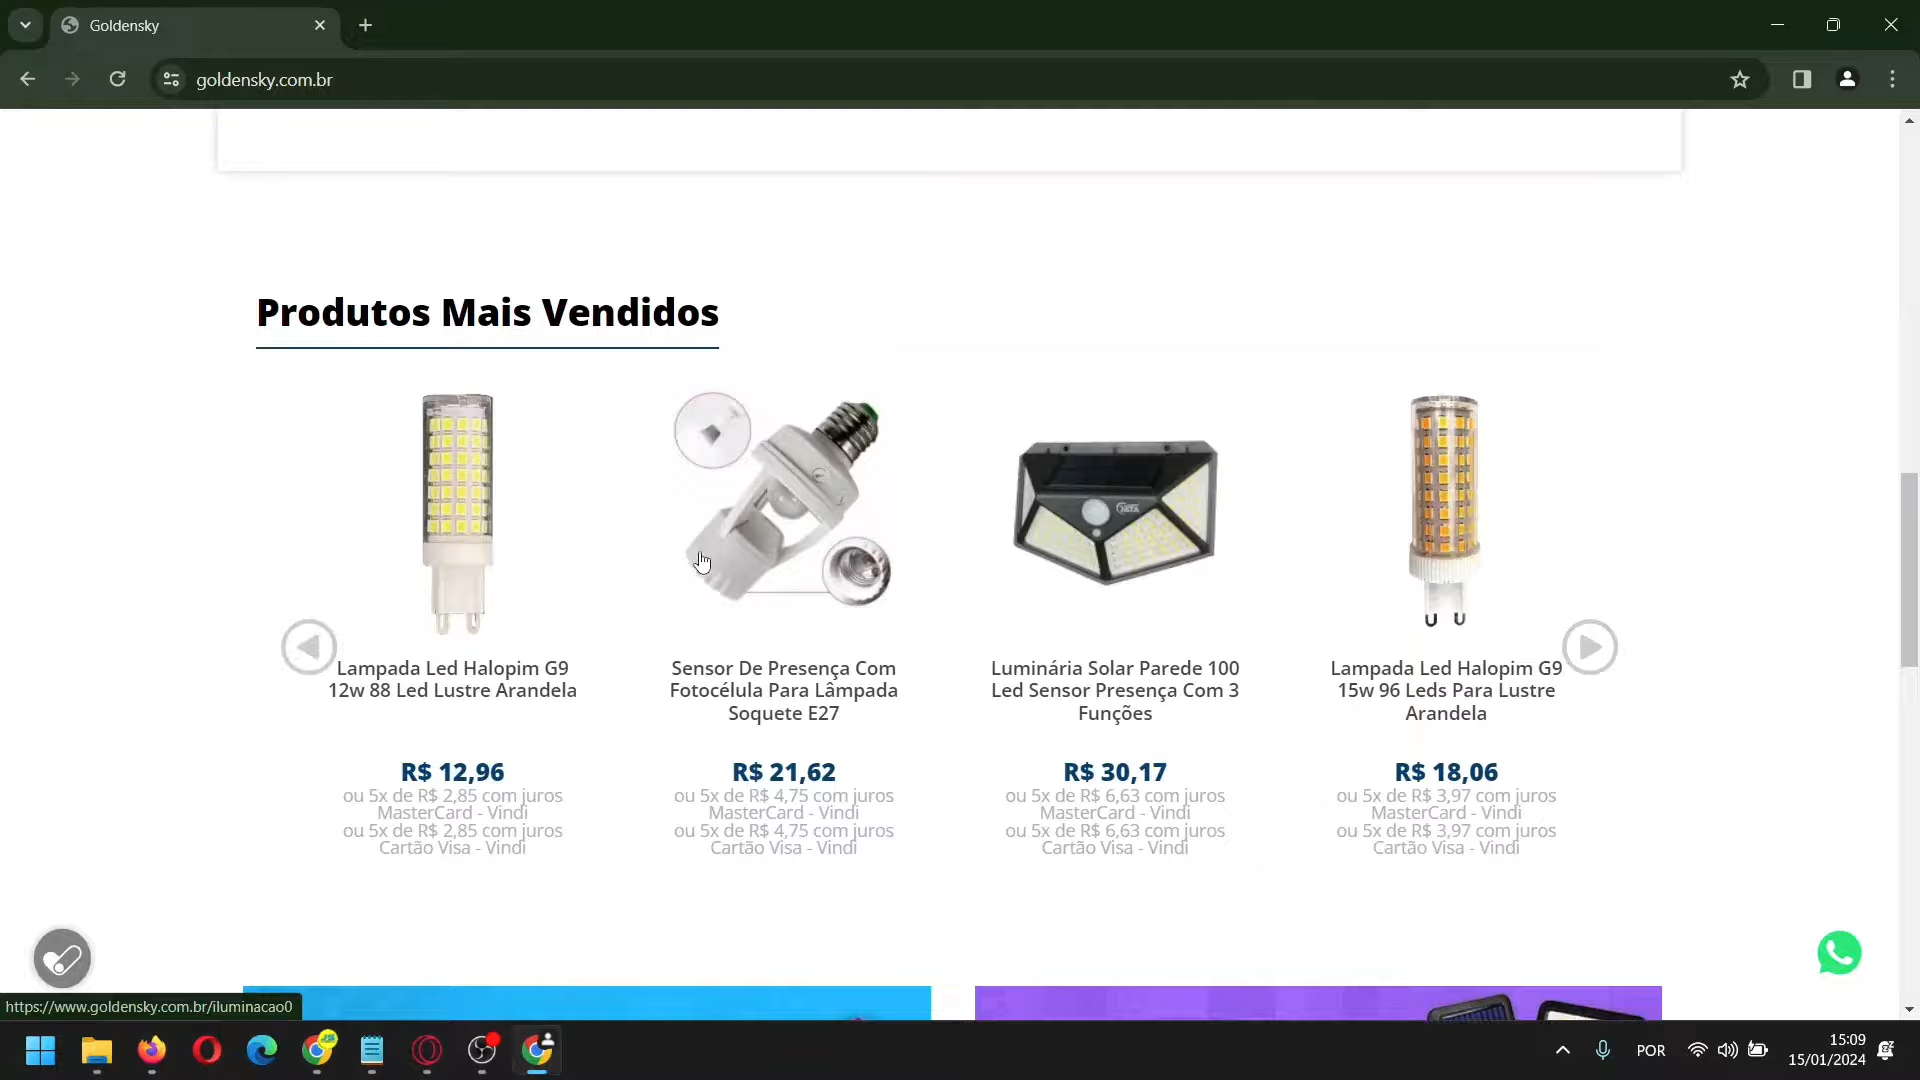 Goldensky
goldensky.com.br
Produtos Mais Vendidos
Lampada Led Halopim G9
12w 88 Led Lustre Arandela
R$ 12,96
ou 5x de R$ 2,85 com juros
MasterCard - Vindi
ou 5x de R$ 2,85 com juros
Cartão Visa - Vindi
Sensor De Presença Com
Fotocélula Para Lâmpada
Soquete E27
R$ 21,62
ou 5x de R$ 4,75 com juros
MasterCard - Vindi
ou 5x de R$ 4,75 com juros
Cartão Visa - Vindi
Luminária Solar Parede 100
Led Sensor Presença Com 3
Funções
R$ 30,17
ou 5x de R$ 6,63 com juros
MasterCard - Vindi
ou 5x de R$ 6,63 com juros
Cartão Visa - Vindi
Lampada Led Halopim G9
15w 96 Leds Para Lustre
Arandela
R$ 18,06
ou 5x de R$ 3,97 com juros
MasterCard - Vindi
ou 5x de R$ 3,97 com juros
Cartão Visa - Vindi
https://www.goldensky.com.br/iluminacao0
POR
15:09
15/01/2024